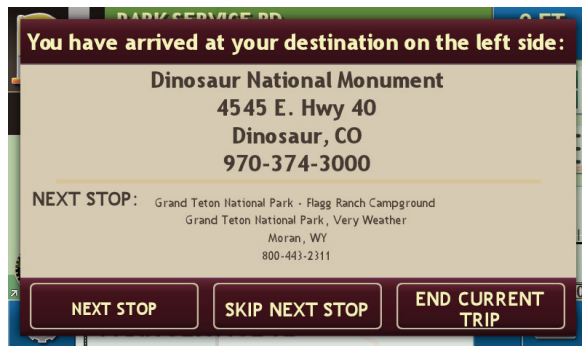 PARK SERVICE RD
0 FT
You have arrived at your destination on the left side:
Dinosaur National Monument
4545 E. Hwy 40
Dinosaur, CO
970-374-3000
NEXT STOP:
Grand Teton National Park - Flagg Ranch Campground
Grand Teton National Park, Very Weather
Moran, WY
800-443-2311
NEXT STOP
SKIP NEXT STOP
END CURRENT
TRIP